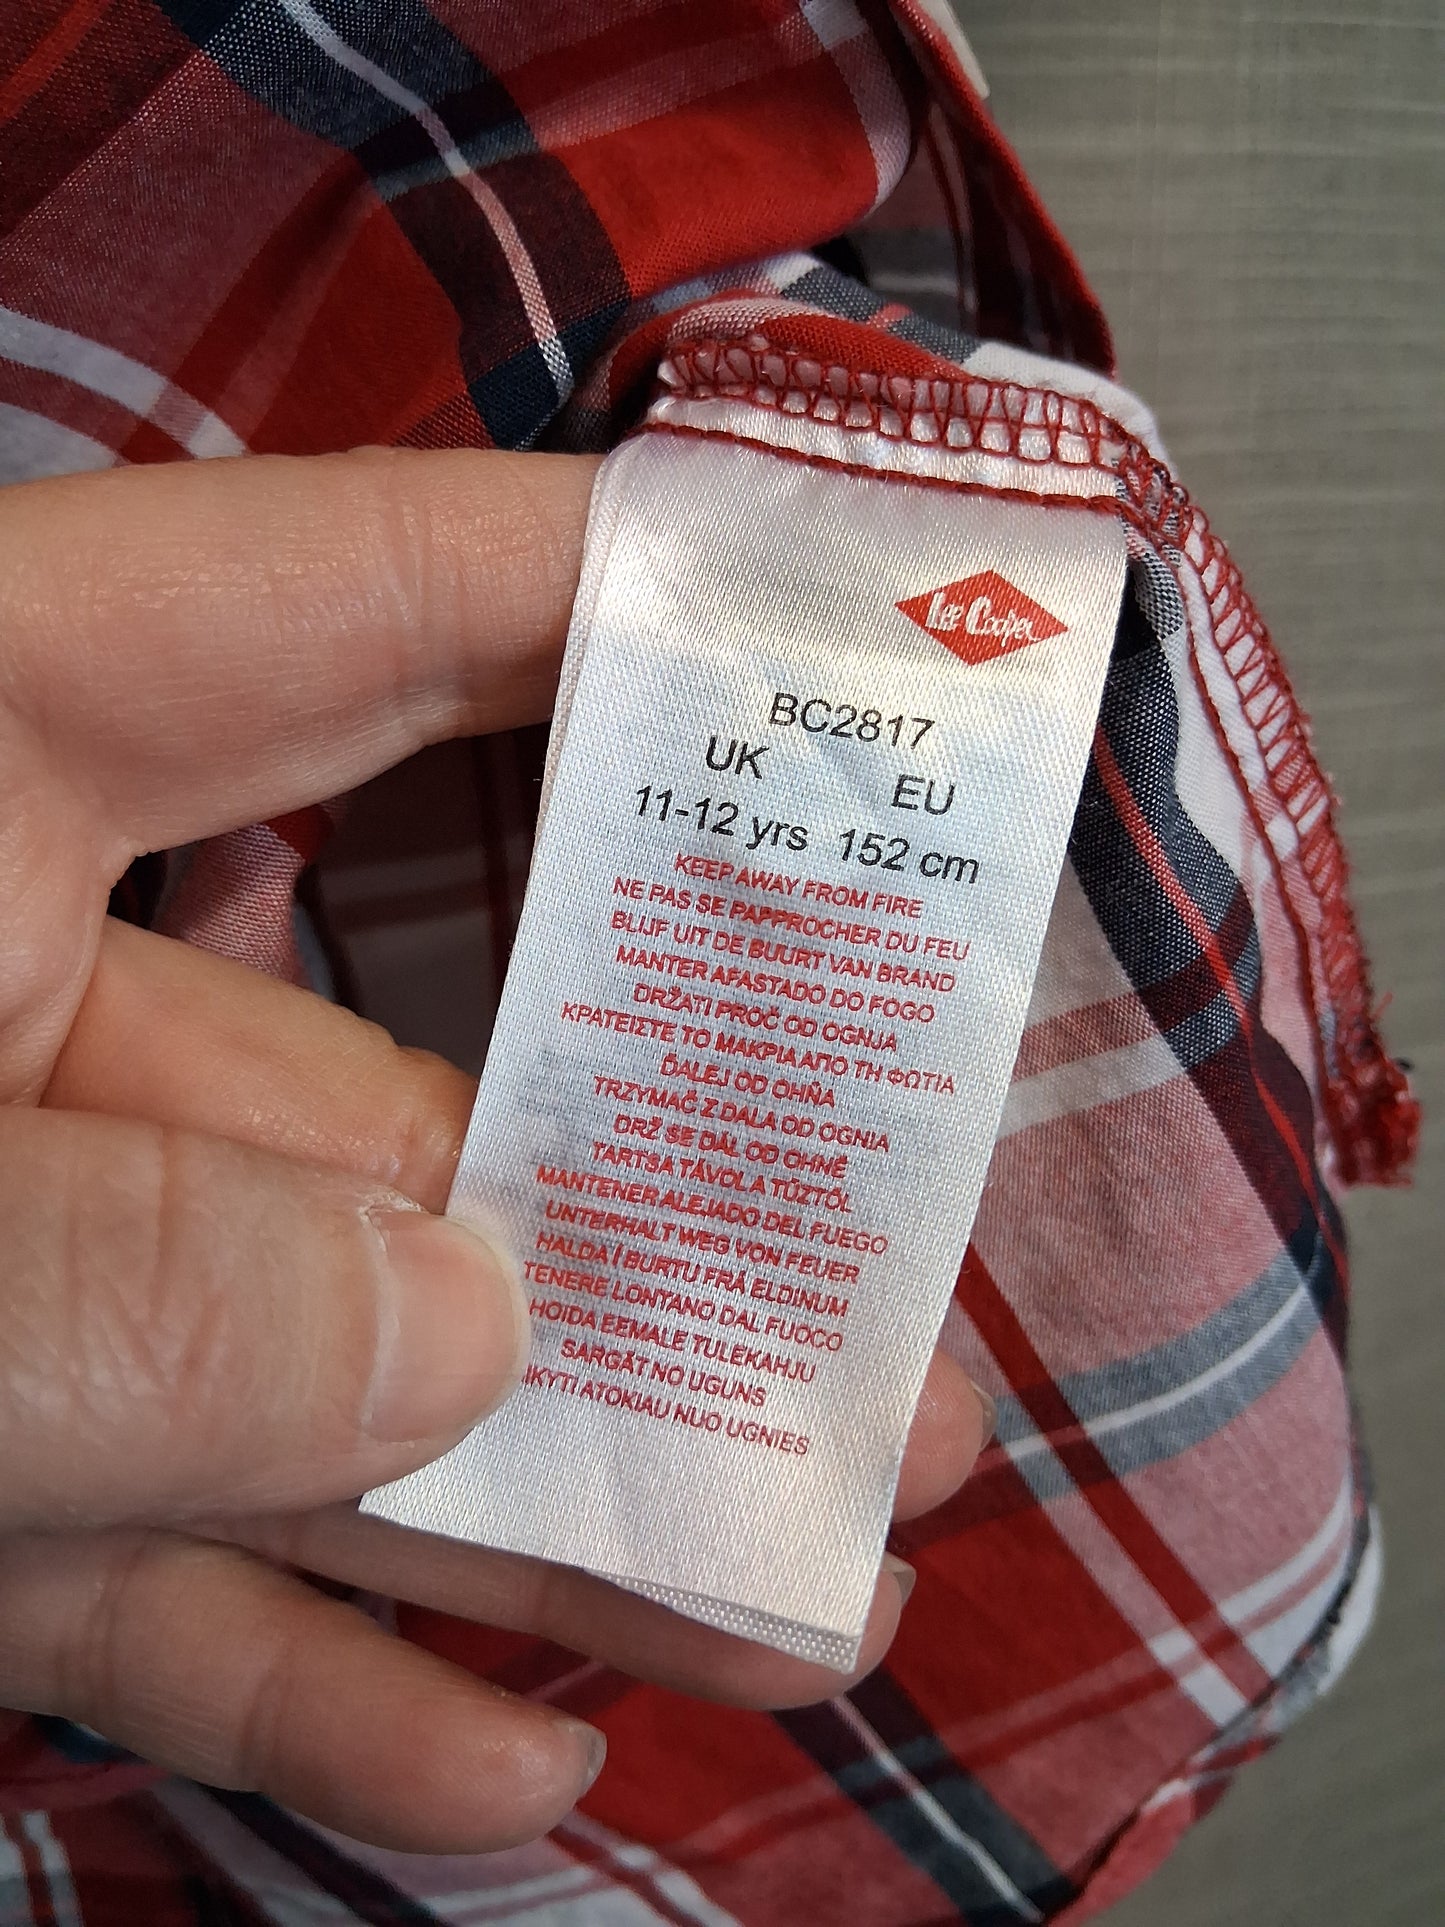 Lee Cooper
BC2817
UK EU
11-12 yrs 152 cm
KEEP AWAY FROM FIRE
NE PAS SE PAPPROCHER DU FEU
BLIJF UIT DE BUURT VAN BRAND
MANTER AFASTADO DO FOGO
DRŽATI PROČ OD OGNJA
ΚΡΑΤΕΙΣΤΕ ΤΟ ΜΑΚΡΙΑ ΑΠΟ ΤΗ ΦΩΤΙΑ
ĎALEJ OD OHŇA
TRZYMAĆ Z DALA OD OGNIA
DRŽ SE DÁL OD OHNĚ
TARTSA TÁVOLA TŰZTŐL
MANTENER ALEJADO DEL FUEGO
UNTERHALT WEG VON FEUER
HALDA Í BURTU FRÁ ELDINUM
TENERE LONTANO DAL FUOCO
HOIDA EEMALE TULEKAHJU
SARGĀT NO UGUNS
IKYTI ATOKIAU NUO UGNIES